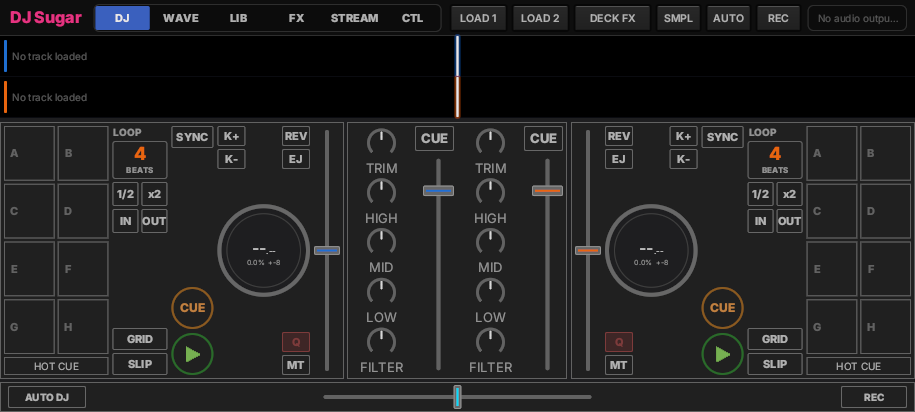 DJ Sugar DJ WAVE LIB FX STREAM CTL LOAD 1 LOAD 2 DECK FX SMPL AUTO REC No audio outpu...
No track loaded
No track loaded
A B
C D
E F
G H
HOT CUE
LOOP
4
BEATS
1/2 x2
IN OUT
GRID
SLIP
SYNC K+
K-
REV
EJ
--.--
0.0% +-8
CUE
Q
MT
CUE
TRIM
HIGH
MID
LOW
FILTER
CUE
TRIM
HIGH
MID
LOW
FILTER
REV
EJ
K+ SYNC
K-
--.--
0.0% +-8
Q
MT
CUE
LOOP
4
BEATS
1/2 x2
IN OUT
GRID
SLIP
A B
C D
E F
G H
HOT CUE
AUTO DJ REC